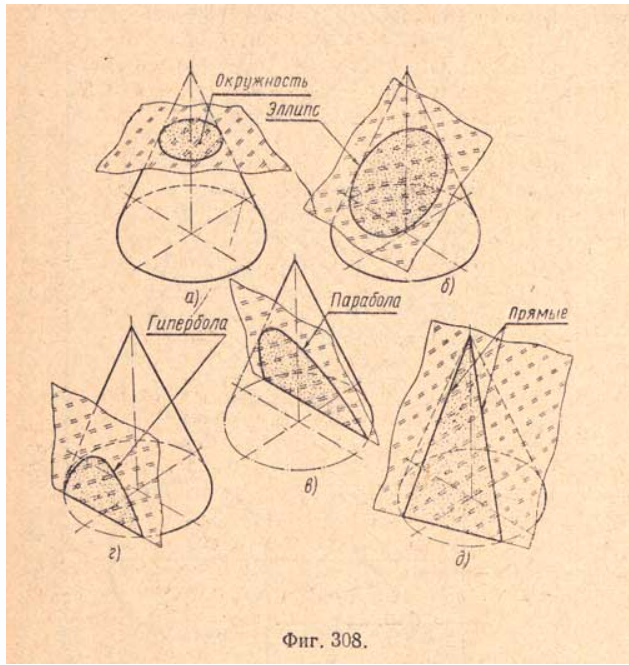 Окружность
Эллипс
а)
б)
Гипербола
Парабола
Прямые
в)
г)
д)
Фиг. 308.